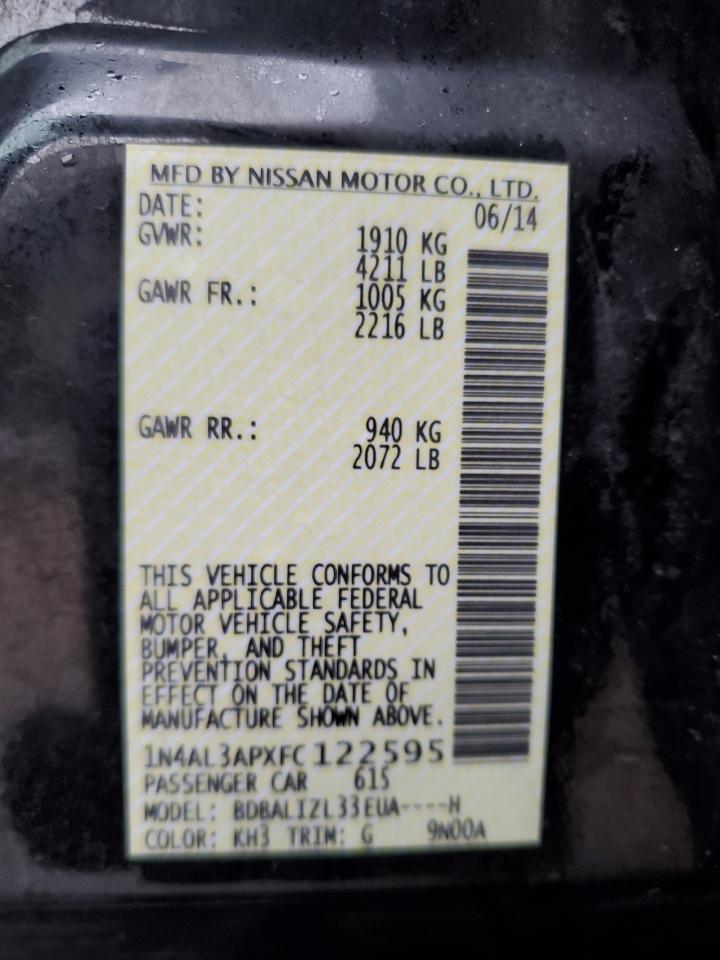 MFD BY NISSAN MOTOR CO., LTD.
DATE: 06/14
GVWR: 1910 KG
4211 LB
GAWR FR.: 1005 KG
2216 LB
GAWR RR.: 940 KG
2072 LB
THIS VEHICLE CONFORMS TO
ALL APPLICABLE FEDERAL
MOTOR VEHICLE SAFETY,
BUMPER, AND THEFT
PREVENTION STANDARDS IN
EFFECT ON THE DATE OF
MANUFACTURE SHOWN ABOVE.
1N4AL3APXFC122595
PASSENGER CAR 615
MODEL: BDBALIZL33EUA----H
COLOR: KH3 TRIM: G 9N00A